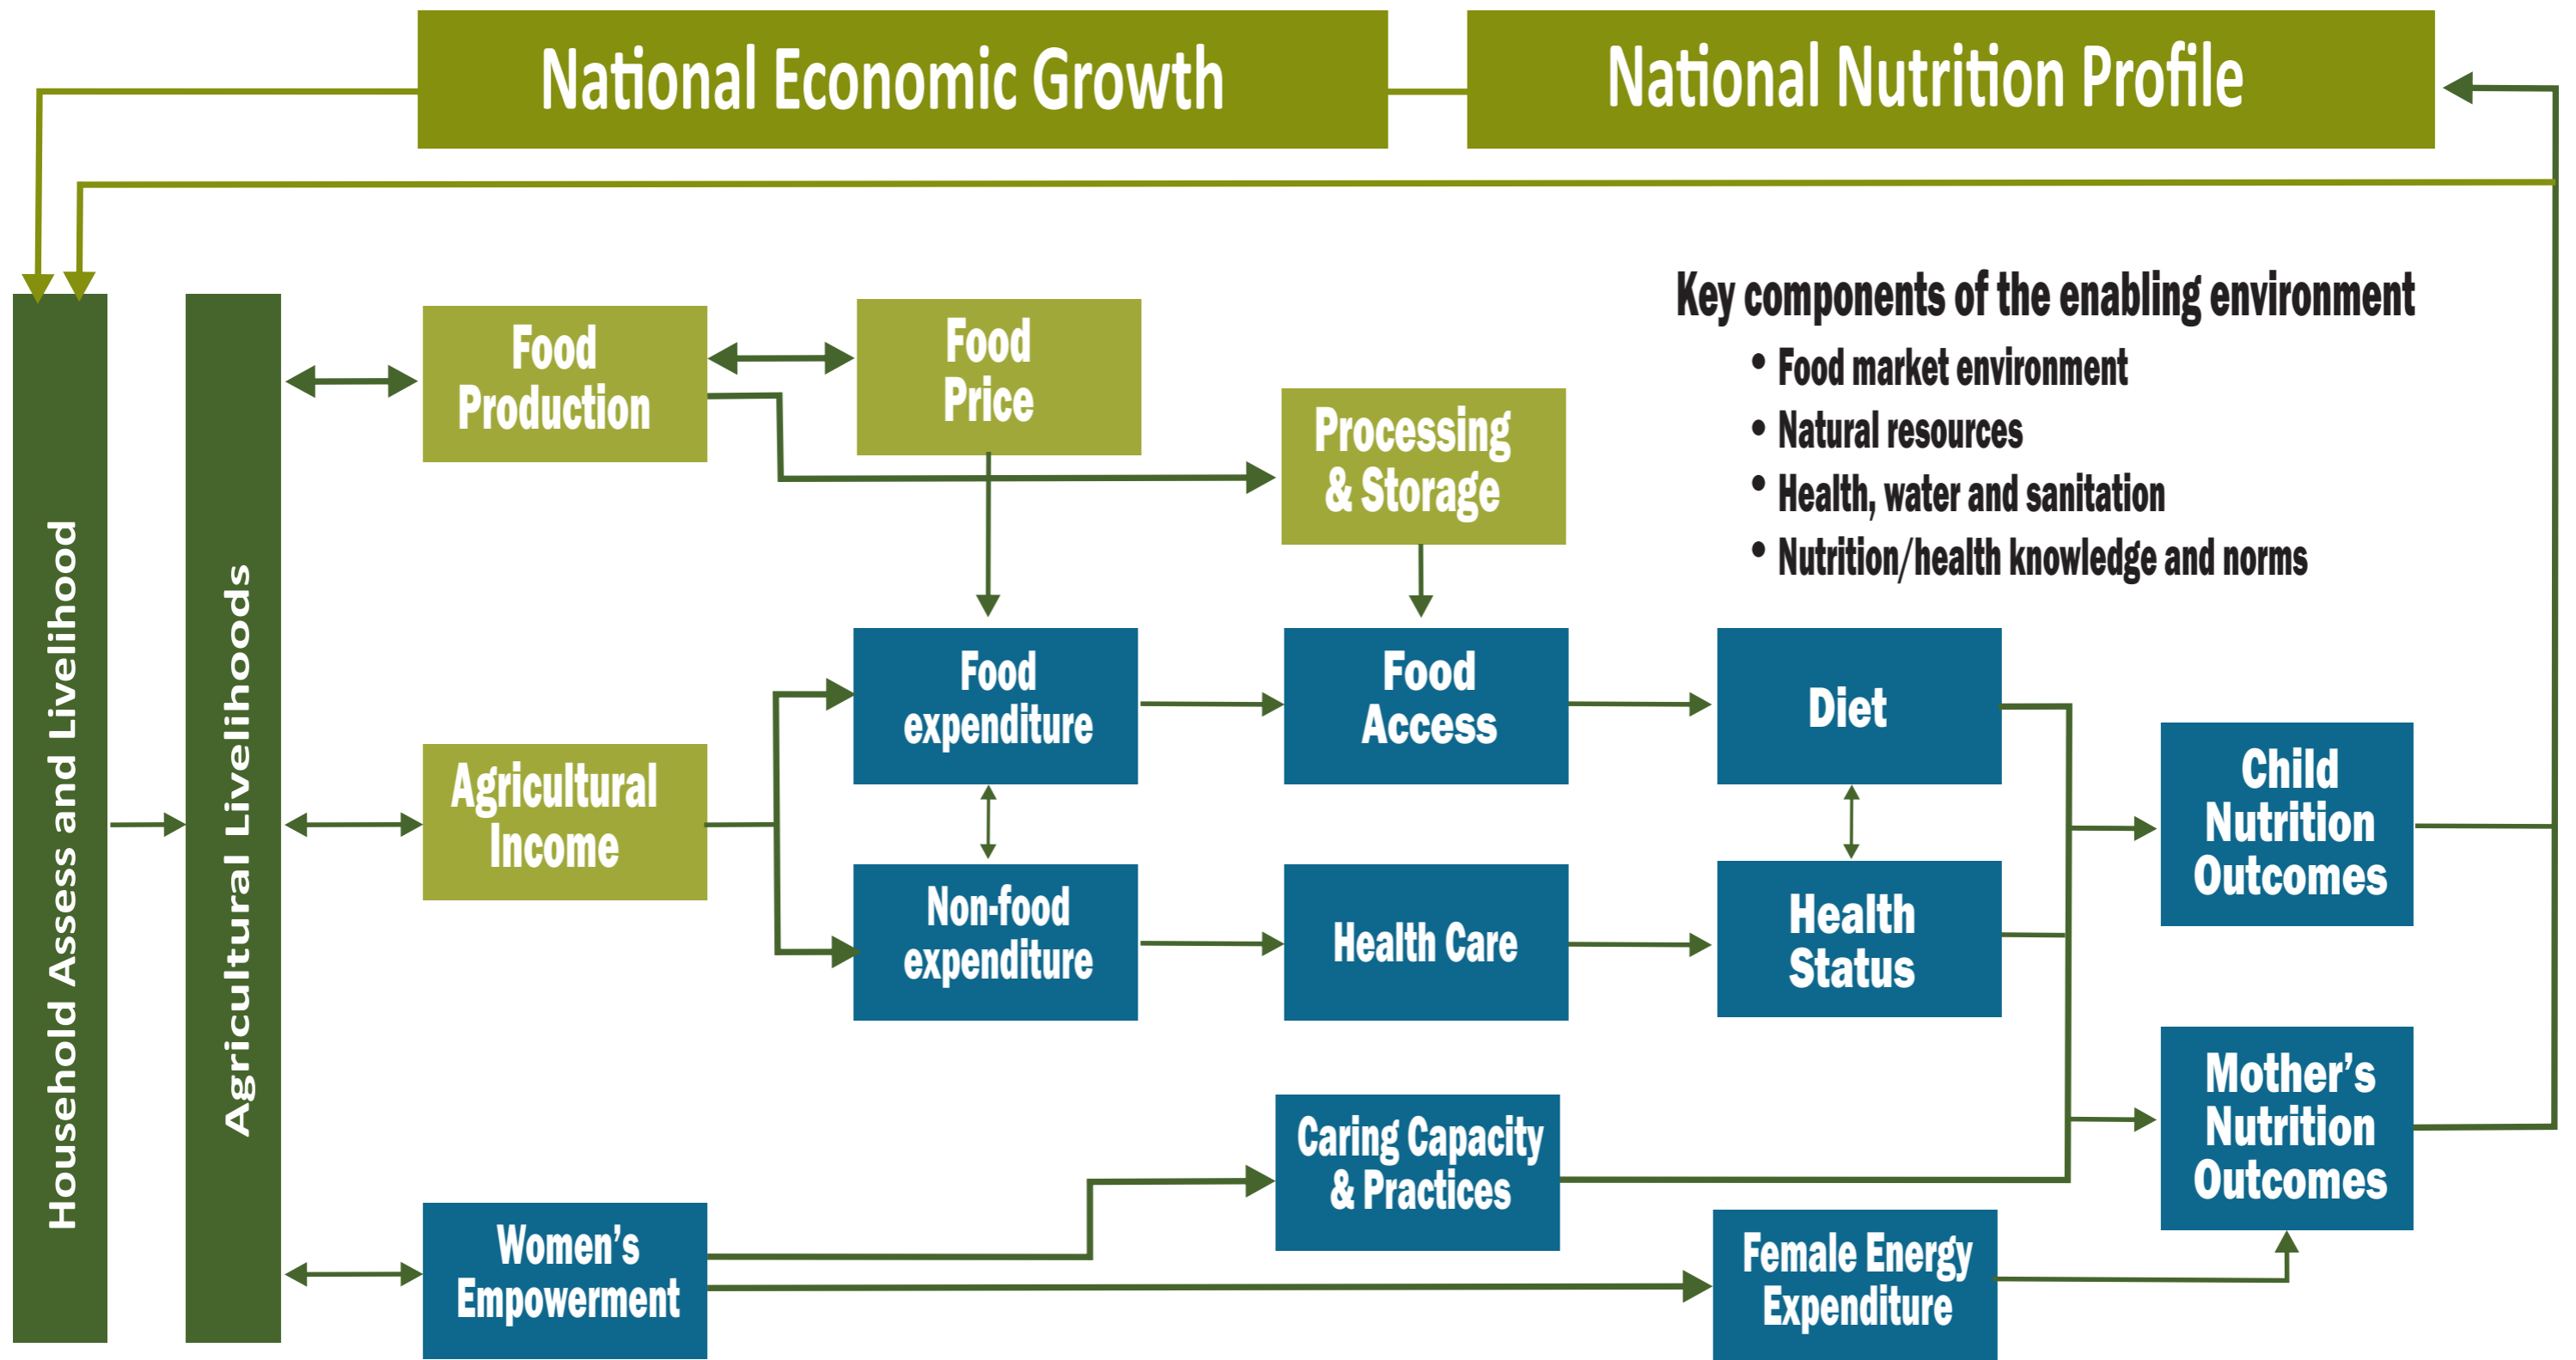 National Economic Growth
National Nutrition Profile
Household Assess and Livelihood
Agricultural Livelihoods
Food
Production
Food
Price
Processing
& Storage
Key components of the enabling environment
• Food market environment
• Natural resources
• Health, water and sanitation
• Nutrition/health knowledge and norms
Agricultural
Income
Food
expenditure
Food
Access
Diet
Non-food
expenditure
Health Care
Health
Status
Child
Nutrition
Outcomes
Mother’s
Nutrition
Outcomes
Caring Capacity
& Practices
Women’s
Empowerment
Female Energy
Expenditure